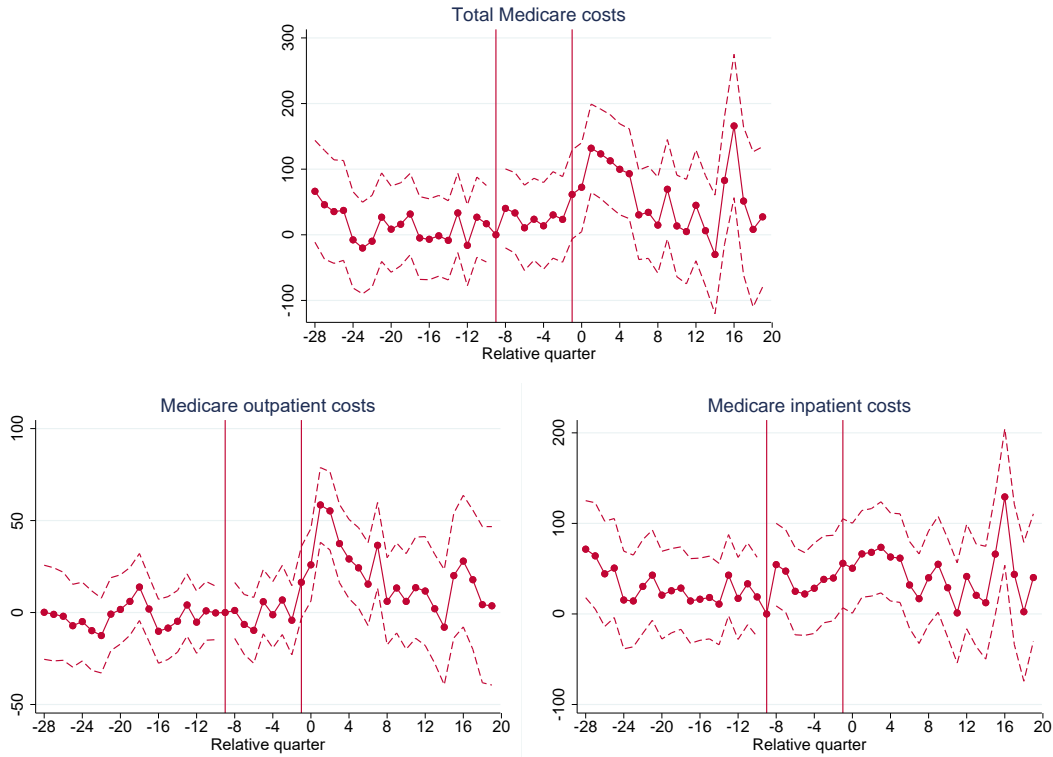 Total Medicare costs
300
200
100
0
-100
-28 -24 -20 -16 -12 -8 -4 0 4 8 12 16 20
Relative quarter
Medicare outpatient costs
100
50
0
-50
-28 -24 -20 -16 -12 -8 -4 0 4 8 12 16 20
Relative quarter
Medicare inpatient costs
200
100
0
-100
-28 -24 -20 -16 -12 -8 -4 0 4 8 12 16 20
Relative quarter